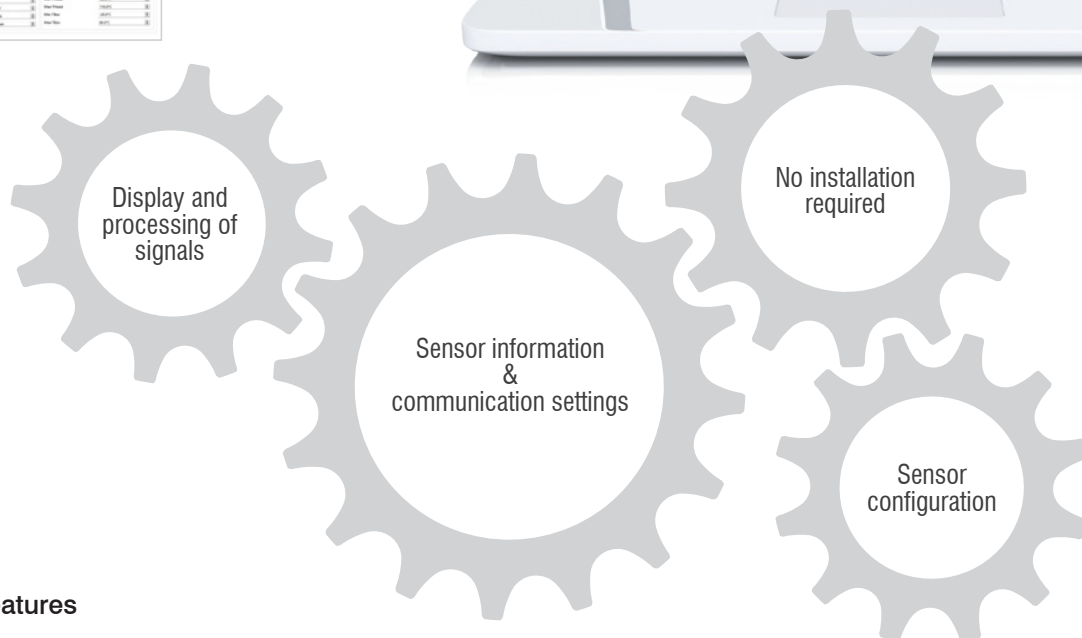 Display and
processing of
signals
No installation
required
Sensor information
&
communication settings
Sensor
configuration
atures